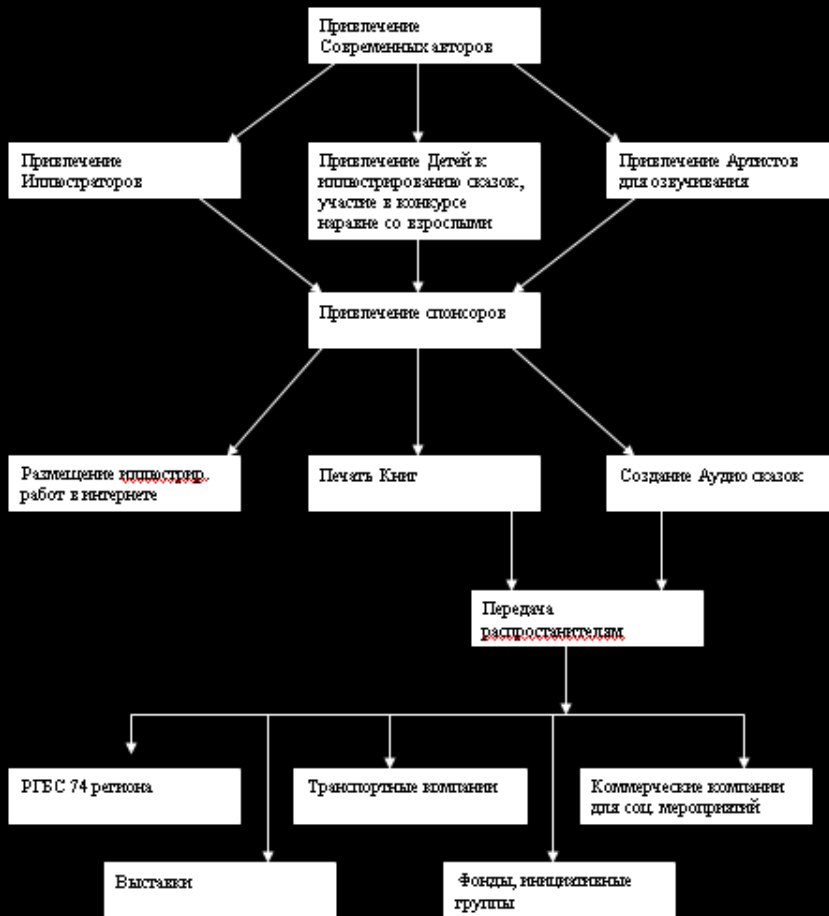 Привлечение
Современных авторов
Привлечение
Иллюстраторов
Привлечение Детей к
иллюстрированию сказок,
участие в конкурсе
наравне со взрослыми
Привлечение Артистов
для озвучивания
Привлечение спонсоров
Размещение иллюстрир.
работ в интернете
Печать Книг
Создание Аудио сказок
Передача
распростанителям
РГБС 74 региона
Транспортные компании
Коммерческие компании
для соц. мероприятий
Выставки
Фонды, инициативные
группы